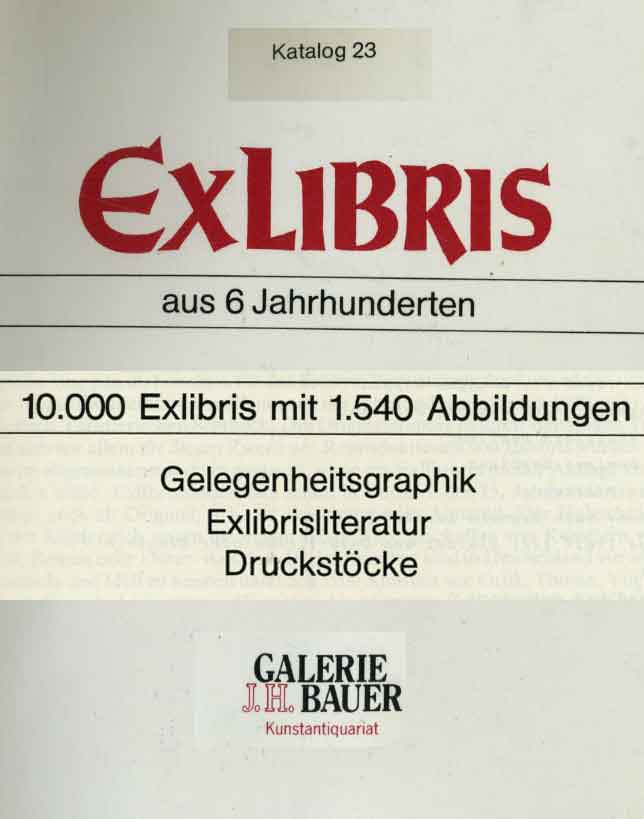 Katalog 23
EXLIBRIS
aus 6 Jahrhunderten
10.000 Exlibris mit 1.540 Abbildungen
Gelegenheitsgraphik
Exlibrisliteratur
Druckstöcke
GALERIE
J.H. BAUER
Kunstantiquariat